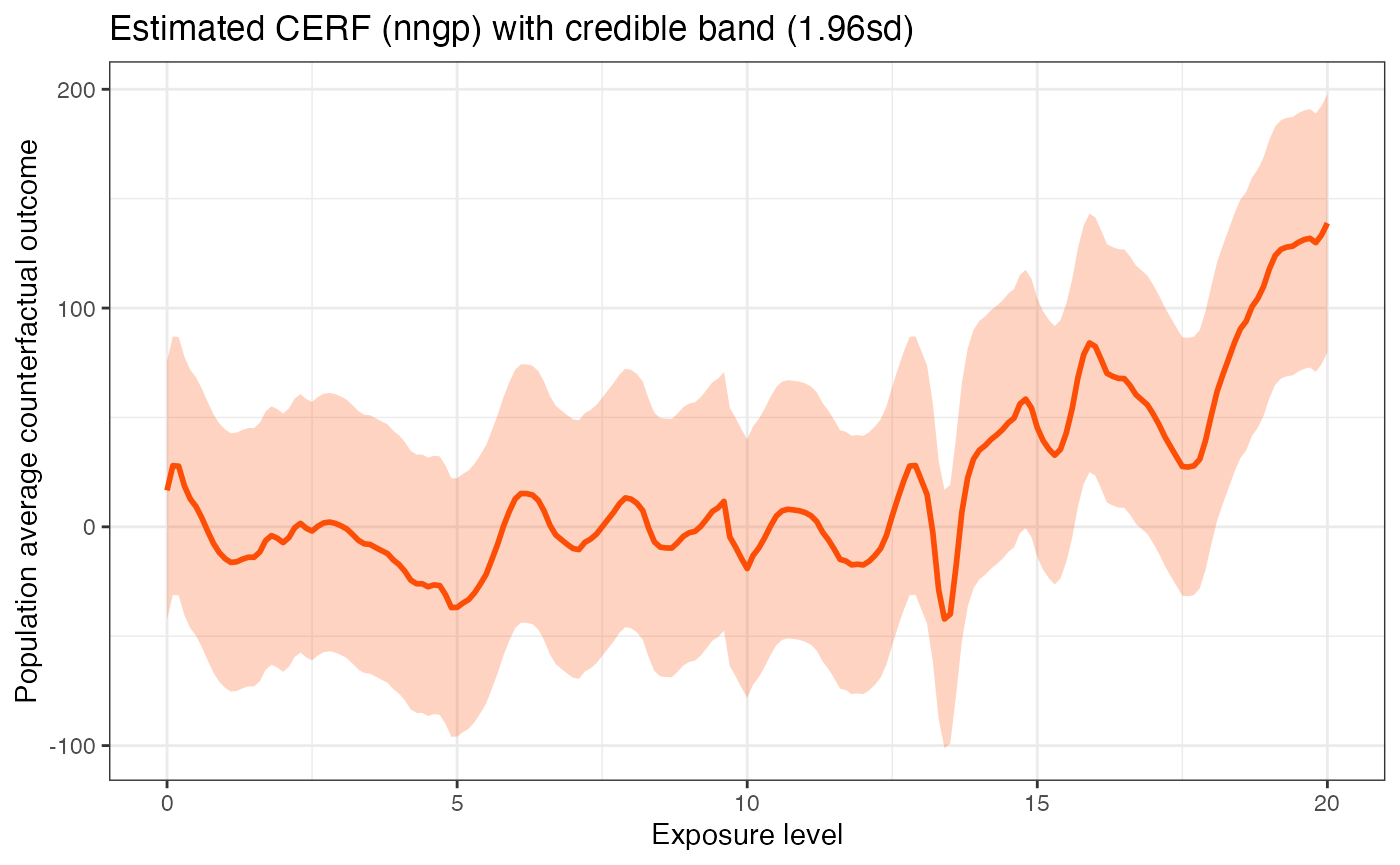 Estimated CERF (nngp) with credible band (1.96sd)
Population average counterfactual outcome
200
100
0
-100
0 5 10 15 20
Exposure level